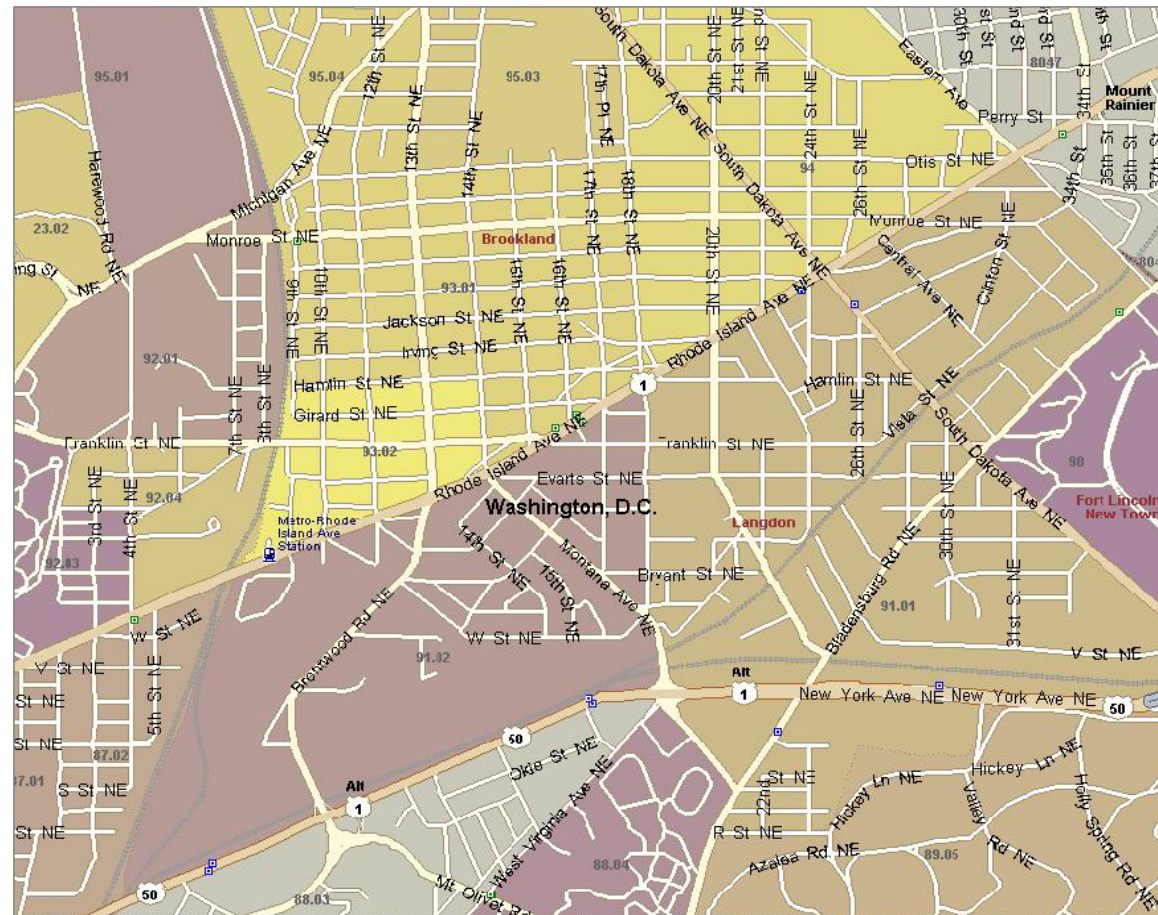 95.01
95.04
12th St NE
95.03
17th Pl NE
South Dakota Ave NE
20th St NE
21st St NE
Eastern Ave
8047
34th St
Mount
Rainier
Perry St
Harewood Rd NE
Michigan Ave NE
13th St NE
14th St NE
17th St NE
18th St NE
South Dakota Ave NE
24th St NE
94
26th St NE
Otis St NE
34th St
36th St
23.02
Monroe St NE
Brookland
20th St NE
Munroe St NE
Central Ave NE
Clinton St NE
NE
9th St NE
10th St NE
93.01
15th St NE
16th St NE
Jackson St NE
Irving St NE
Rhode Island Ave NE
92.01
7th St NE
Hamlin St NE
Girard St NE
1
Hamlin St NE
Vista St NE
Franklin St NE
93.02
Rhode Island Ave NE
Franklin St NE
26th St NE
South Dakota Ave NE
90
92.04
3rd St NE
4th St NE
Evarts St NE
Washington, D.C.
Langdon
30th St NE
Fort Lincoln
New Town
Metro-Rhode
Island Ave
Station
92.03
14th St NE
15th St NE
Montana Ave NE
Bryant St NE
Bladensburg Rd NE
91.01
31st S. NE
W St NE
W St NE
V St NE
V St NE
5th St NE
Brentwood Rd NE
91.02
Alt
1
New York Ave NE
New York Ave NE
50
St NE
87.02
50
Okie St NE
S St NE
Alt
1
West Virginia Ave NE
22nd
St NE
Hickey Ln NE
Hickey Ln NE
Holly Spring Rd NE
Valley Rd NE
St NE
R St NE
Azalea Rd NE
89.05
88.04
50
88.03
Mt Olivet